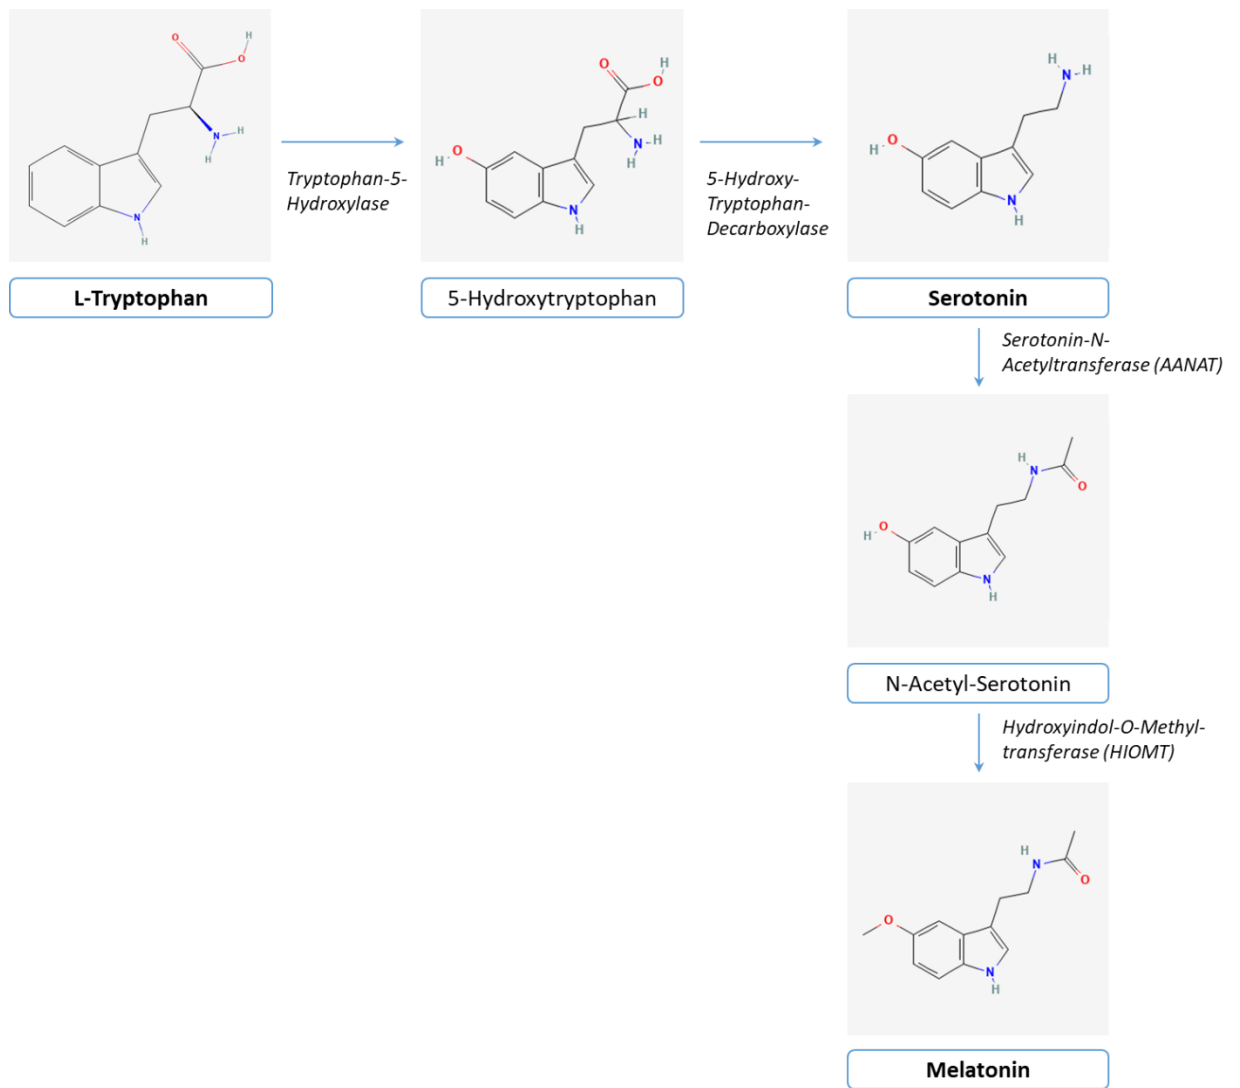 O
H
O
N
H
H
N
H
L-Tryptophan
Tryptophan-5-
Hydroxylase
O
H
O
H
N
H
H
H
O
N
H
5-Hydroxytryptophan
5-Hydroxy-
Tryptophan-
Decarboxylase
H
N
H
H
O
N
H
Serotonin
Serotonin-N-
Acetyltransferase (AANAT)
H
N
O
H
O
N
H
N-Acetyl-Serotonin
Hydroxyindol-O-Methyl-
transferase (HIOMT)
H
N
O
O
N
H
Melatonin